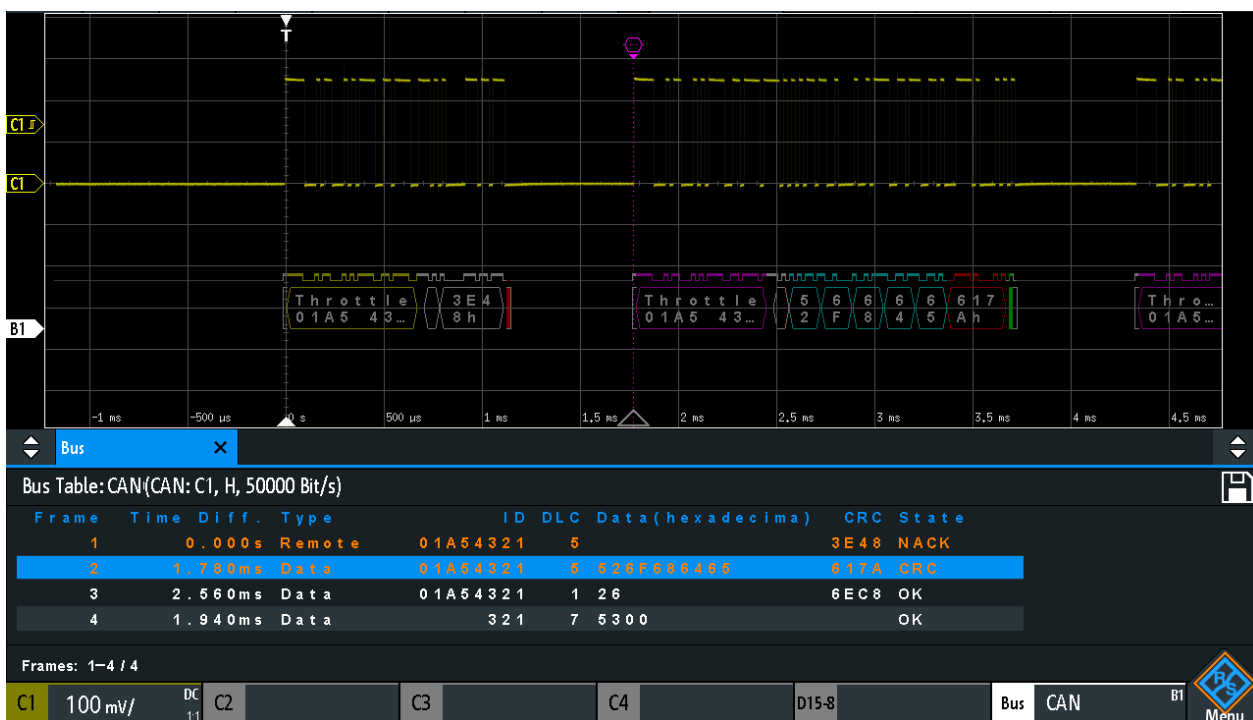 T
C1
C1
Throttle 3E4 Throttle 5 6 6 6 6 617 Thro…
01A5 43… 8h 01A5 43… 2 F 8 4 5 Ah 01A5…
B1
-1 ms -500 µs 0 s 500 µs 1 ms 1.5 ms 2 ms 2.5 ms 3 ms 3.5 ms 4 ms 4.5 ms
Bus
Bus Table: CAN (CAN: C1, H, 50000 Bit/s)
Frame Time Diff. Type ID DLC Data(hexadecima) CRC State
1 0.000s Remote 01A54321 5 3E48 NACK
2 1.780ms Data 01A54321 5 526F686465 617A CRC
3 2.560ms Data 01A54321 1 26 6EC8 OK
4 1.940ms Data 321 7 5300 OK
Frames: 1–4 / 4
C1 100 mV/ DC 1:1 C2 C3 C4 D15-8 Bus CAN B1 R&S Menu